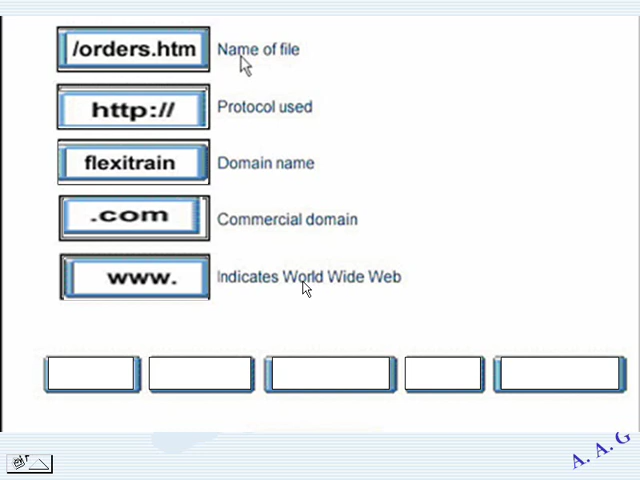 /orders.htm Name of file
http:// Protocol used
flexitrain Domain name
.com Commercial domain
www. Indicates World Wide Web
A. A. G